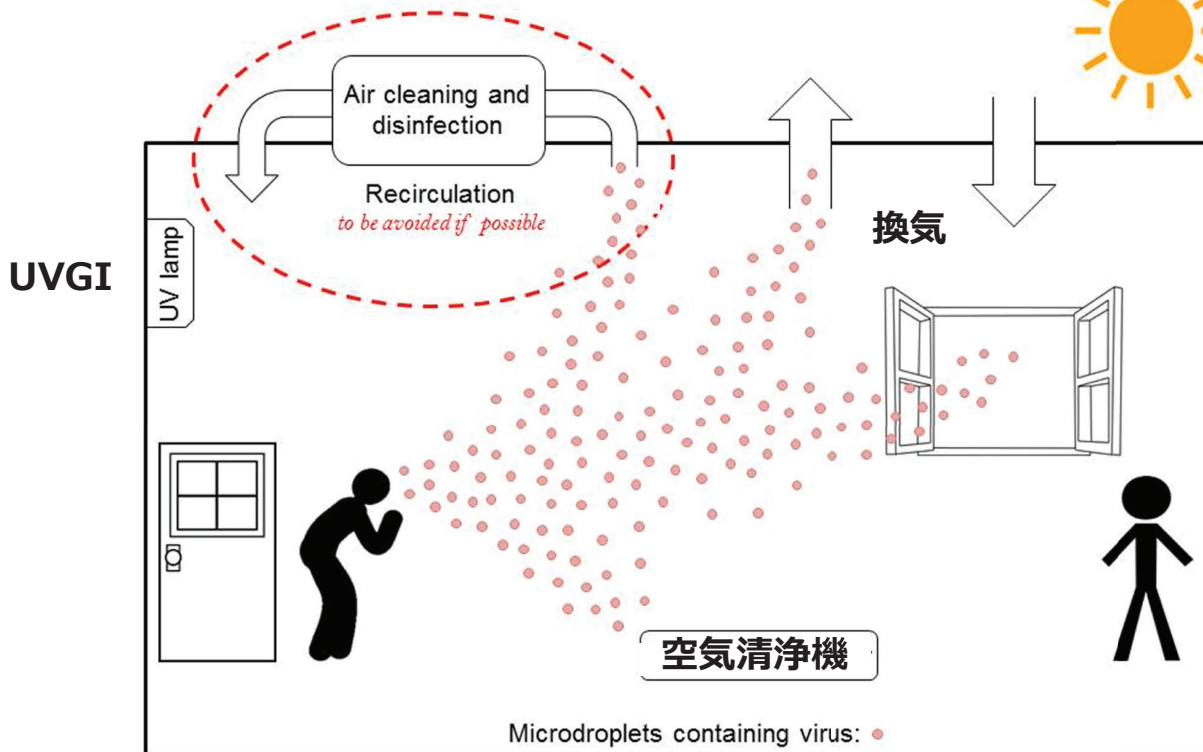 Air cleaning and
disinfection
Recirculation
to be avoided if possible
換気
UVGI
UV lamp
空気清浄機
Microdroplets containing virus: